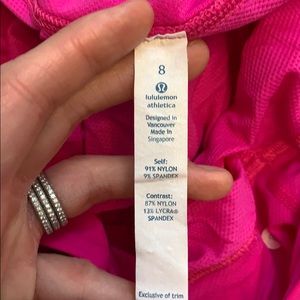 8
lululemon
athletica
Designed in
Vancouver
Made in
Singapore
Self:
91% NYLON
9% SPANDEX
Contrast:
87% NYLON
13% LYCRA®
SPANDEX
Exclusive of trim